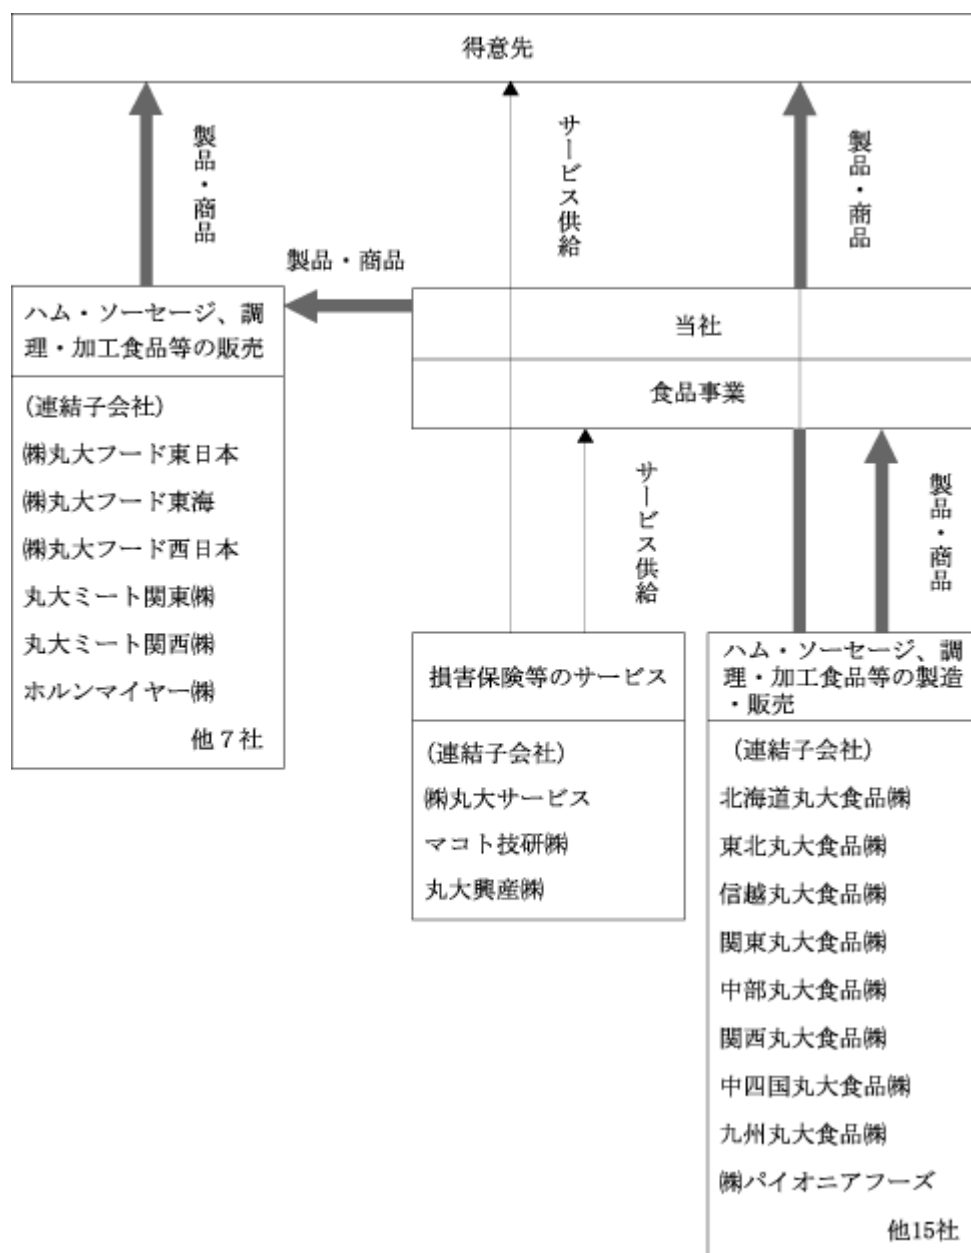 得意先
製品・商品
サービス供給
製品・商品
製品・商品
ハム・ソーセージ、調
理・加工食品等の販売
(連結子会社)
㈱丸大フード東日本
㈱丸大フード東海
㈱丸大フード西日本
丸大ミート関東㈱
丸大ミート関西㈱
ホルンマイヤー㈱
他7社
当社
食品事業
サービス供給
製品・商品
損害保険等のサービス
(連結子会社)
㈱丸大サービス
マコト技研㈱
丸大興産㈱
ハム・ソーセージ、調
理・加工食品等の製造
・販売
(連結子会社)
北海道丸大食品㈱
東北丸大食品㈱
信越丸大食品㈱
関東丸大食品㈱
中部丸大食品㈱
関西丸大食品㈱
中四国丸大食品㈱
九州丸大食品㈱
㈱パイオニアフーズ
他15社